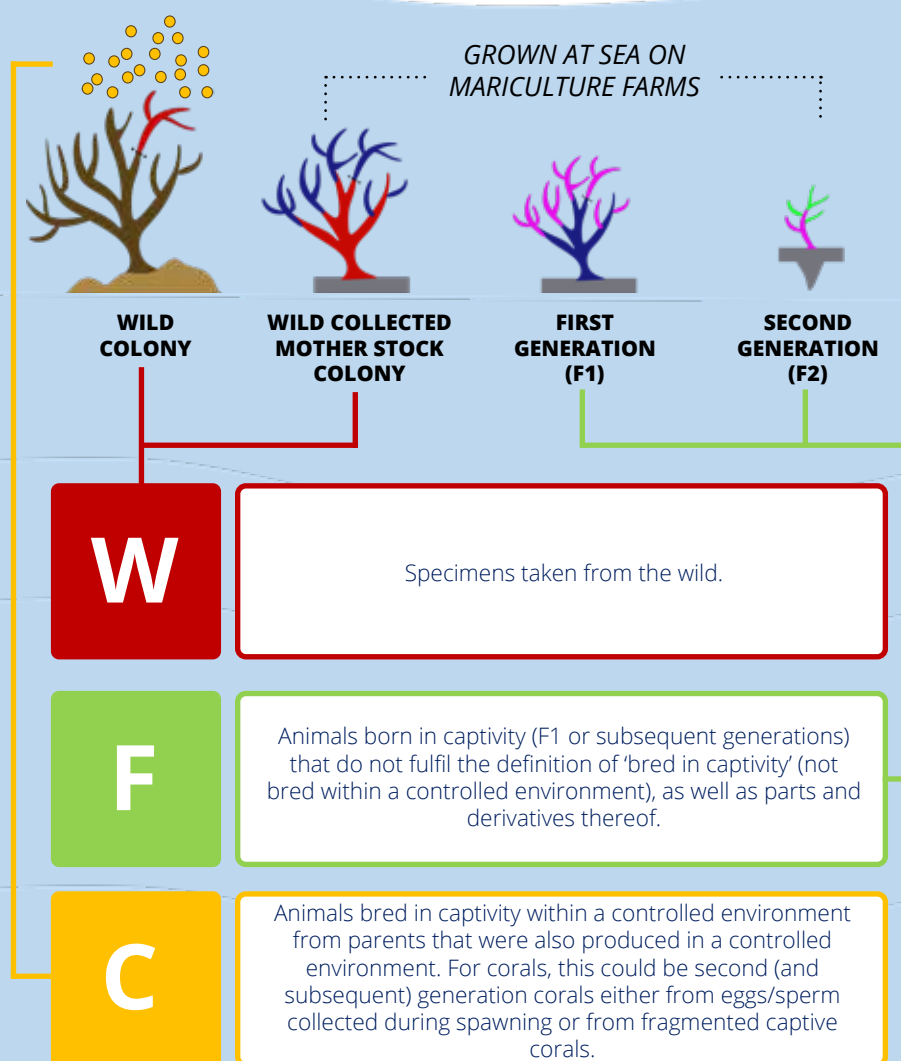 GROWN AT SEA ON
MARICULTURE FARMS
WILD
COLONY
WILD COLLECTED
MOTHER STOCK
COLONY
FIRST
GENERATION
(F1)
SECOND
GENERATION
(F2)
W
Specimens taken from the wild.
F
Animals born in captivity (F1 or subsequent generations)
that do not fulfil the definition of ‘bred in captivity’ (not
bred within a controlled environment), as well as parts and
derivatives thereof.
C
Animals bred in captivity within a controlled environment
from parents that were also produced in a controlled
environment. For corals, this could be second (and
subsequent) generation corals either from eggs/sperm
collected during spawning or from fragmented captive
corals.